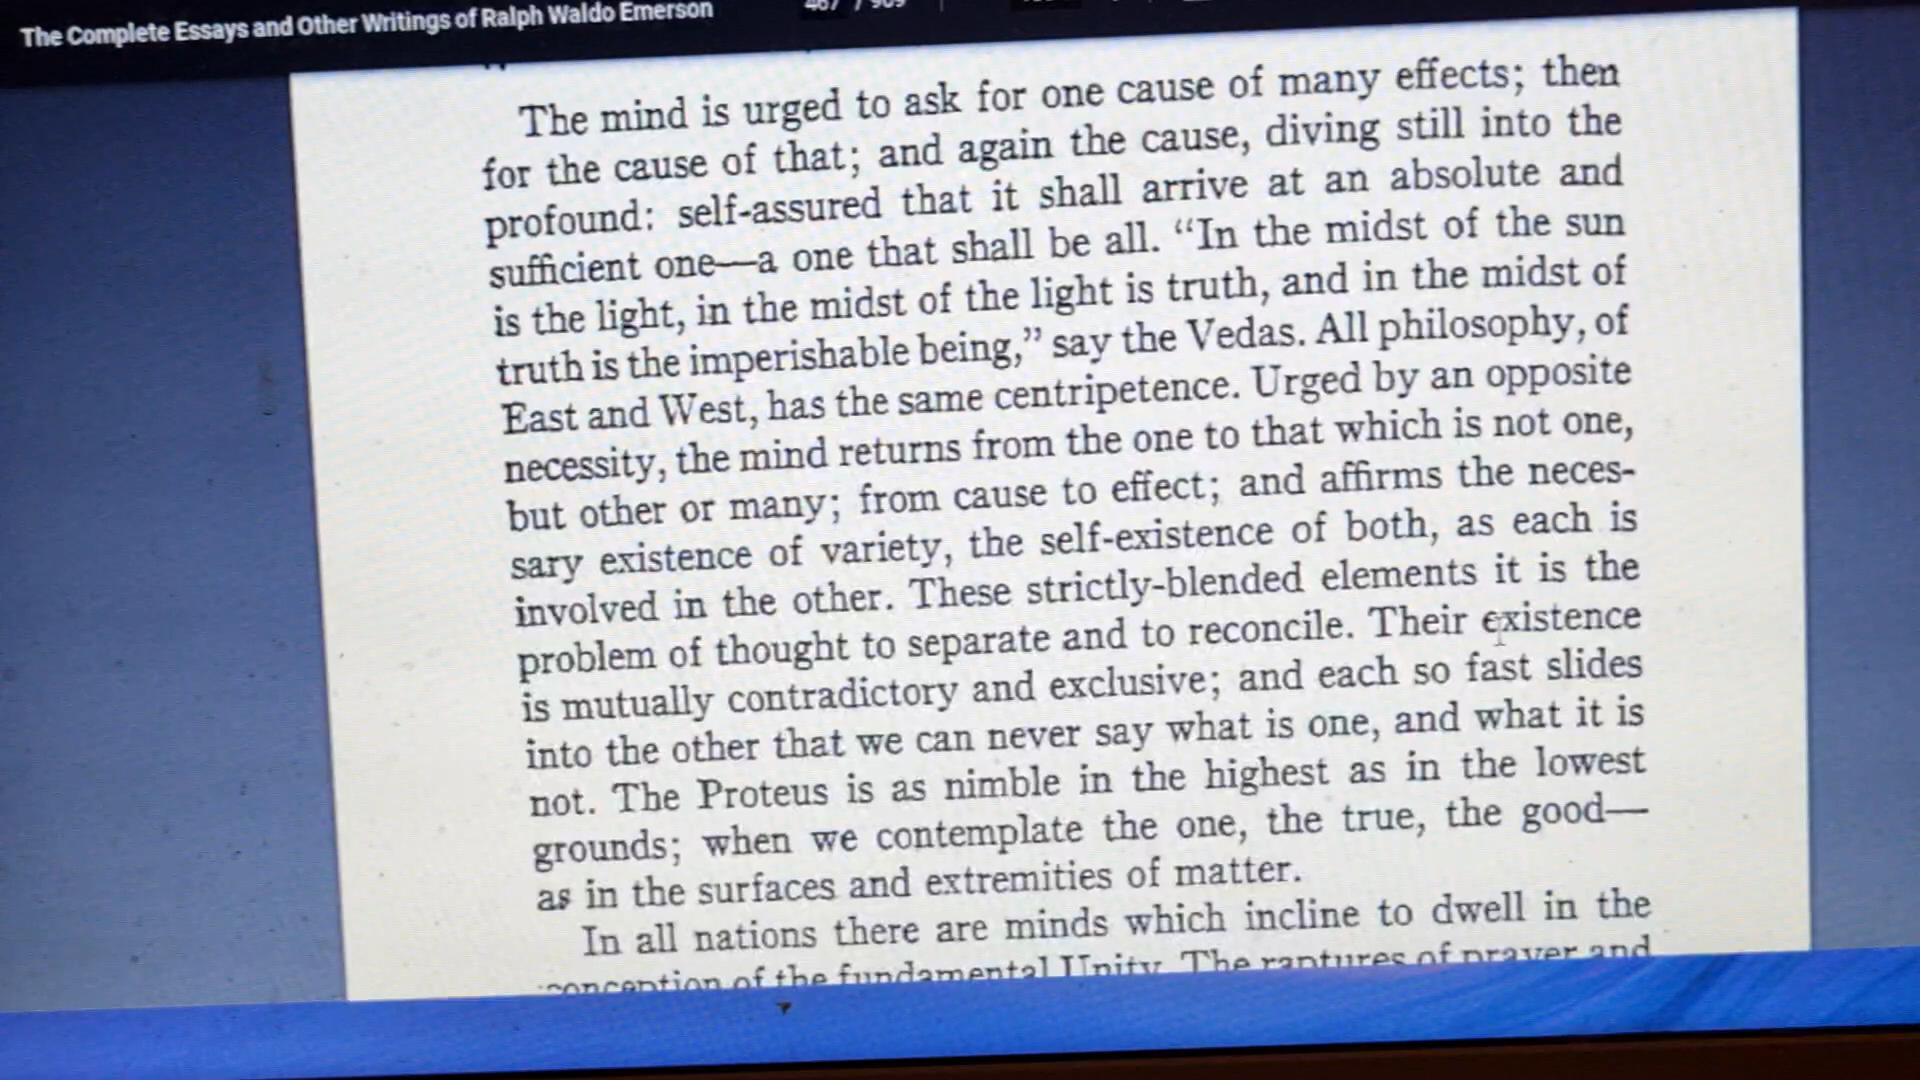 The Complete Essays and Other Writings of Ralph Waldo Emerson
The mind is urged to ask for one cause of many effects; then
for the cause of that; and again the cause, diving still into the
profound: self-assured that it shall arrive at an absolute and
sufficient one—a one that shall be all. “In the midst of the sun
is the light, in the midst of the light is truth, and in the midst of
truth is the imperishable being,” say the Vedas. All philosophy, of
East and West, has the same centripetence. Urged by an opposite
necessity, the mind returns from the one to that which is not one,
but other or many; from cause to effect; and affirms the neces-
sary existence of variety, the self-existence of both, as each is
involved in the other. These strictly-blended elements it is the
problem of thought to separate and to reconcile. Their existence
is mutually contradictory and exclusive; and each so fast slides
into the other that we can never say what is one, and what it is
not. The Proteus is as nimble in the highest as in the lowest
grounds; when we contemplate the one, the true, the good—
as in the surfaces and extremities of matter.
In all nations there are minds which incline to dwell in the
conception of the fundamental Unity. The raptures of prayer and